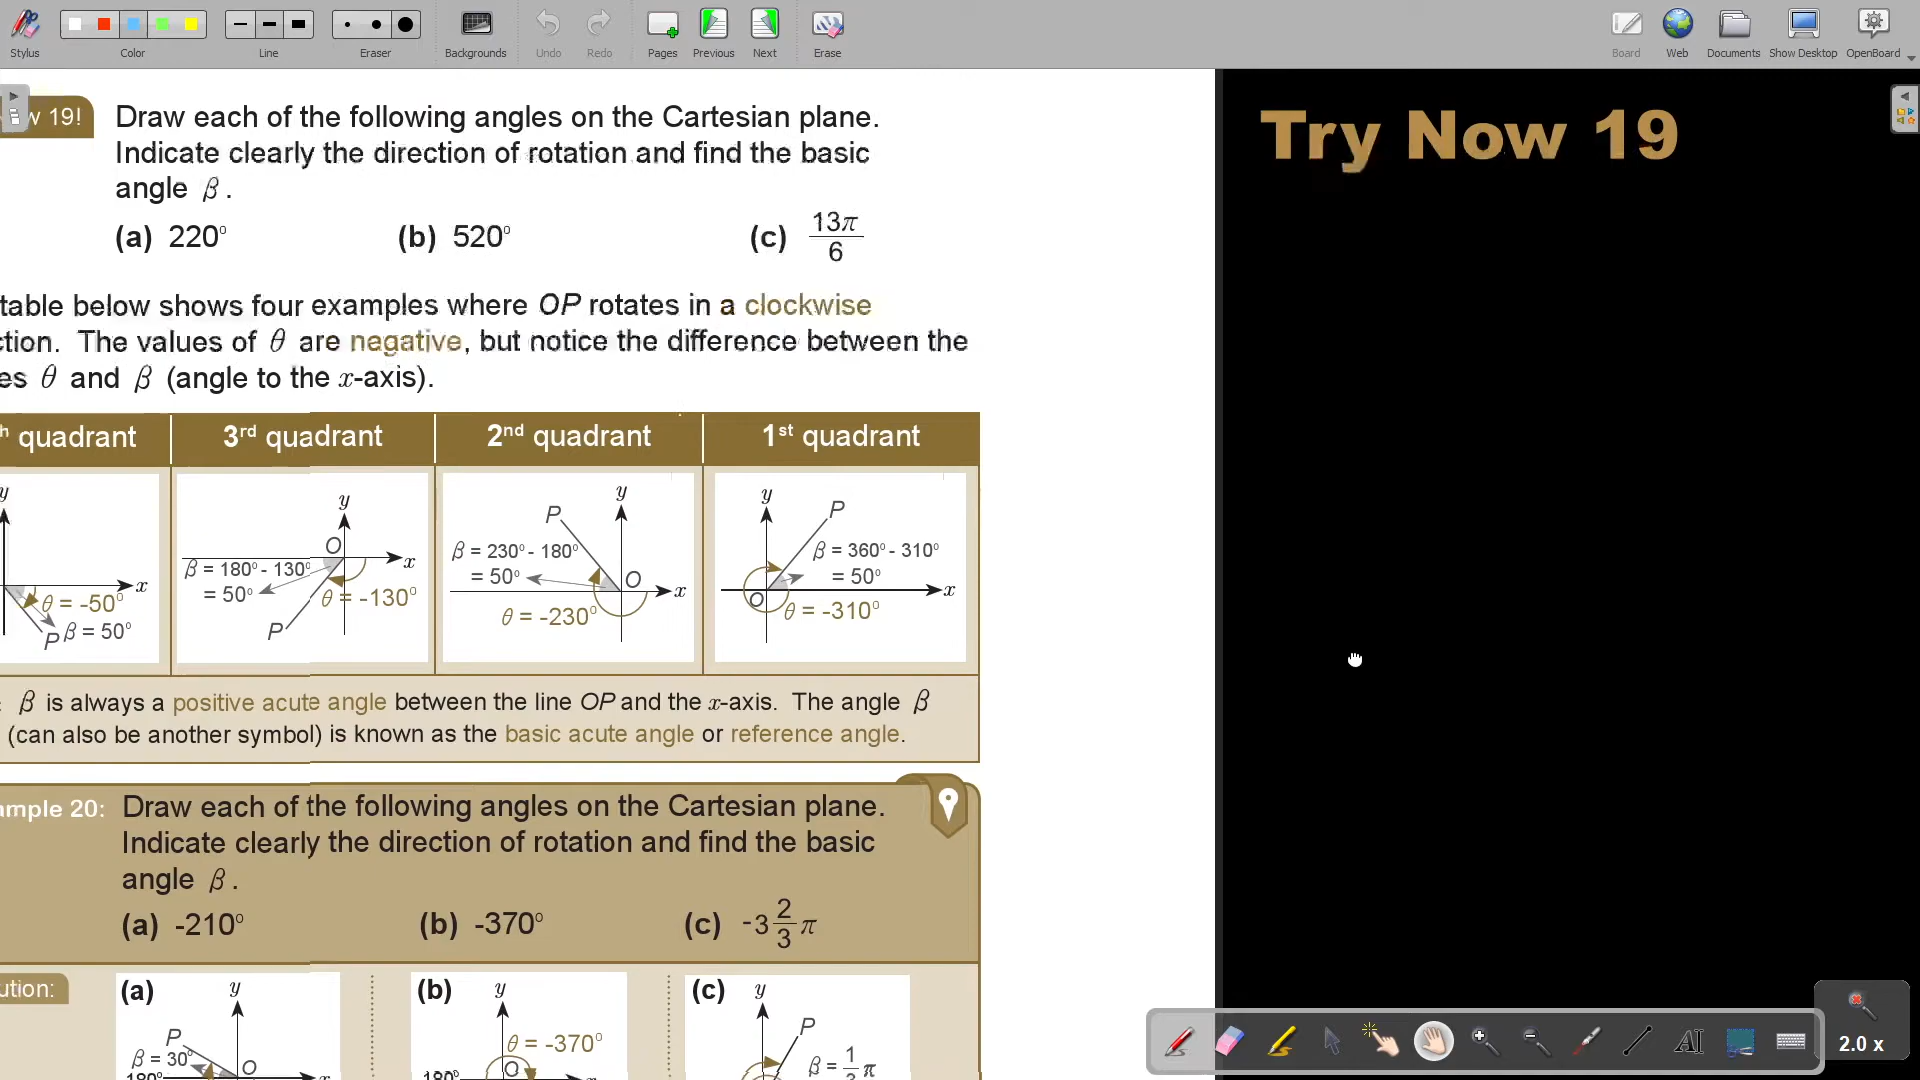 Stylus Color Line Eraser Backgrounds Undo Redo Pages Previous Next Erase Board Web Documents Show Desktop OpenBoard
w 19!
Draw each of the following angles on the Cartesian plane.
Indicate clearly the direction of rotation and find the basic
angle β.
(a) 220° (b) 520° (c) 13π/6
Try Now 19
table below shows four examples where OP rotates in a clockwise
ction. The values of θ are negative, but notice the difference between the
es θ and β (angle to the x-axis).
h quadrant 3rd quadrant 2nd quadrant 1st quadrant
y
x
θ = -50°
P β = 50°
y
O
x
β = 180° - 130°
= 50°
θ = -130°
P
y
P
β = 230° - 180°
= 50°
O
x
θ = -230°
y
P
β = 360° - 310°
= 50°
x
O
θ = -310°
: β is always a positive acute angle between the line OP and the x-axis. The angle β
(can also be another symbol) is known as the basic acute angle or reference angle.
ample 20:
Draw each of the following angles on the Cartesian plane.
Indicate clearly the direction of rotation and find the basic
angle β.
(a) -210° (b) -370° (c) -3 2/3 π
ution:
(a) y
P
β = 30°
O
180°
x
(b) y
θ = -370°
O
180°
x
(c) y
P
β = 1/3 π
AI
2.0 x